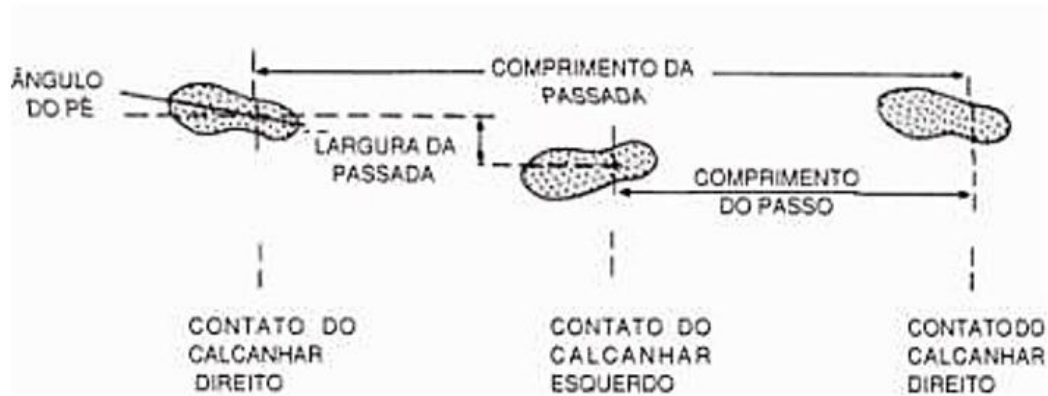 ÂNGULO
DO PÉ
COMPRIMENTO DA
PASSADA
LARGURA DA
PASSADA
COMPRIMENTO
DO PASSO
CONTATO DO
CALCANHAR
DIREITO
CONTATO DO
CALCANHAR
ESQUERDO
CONTATO DO
CALCANHAR
DIREITO